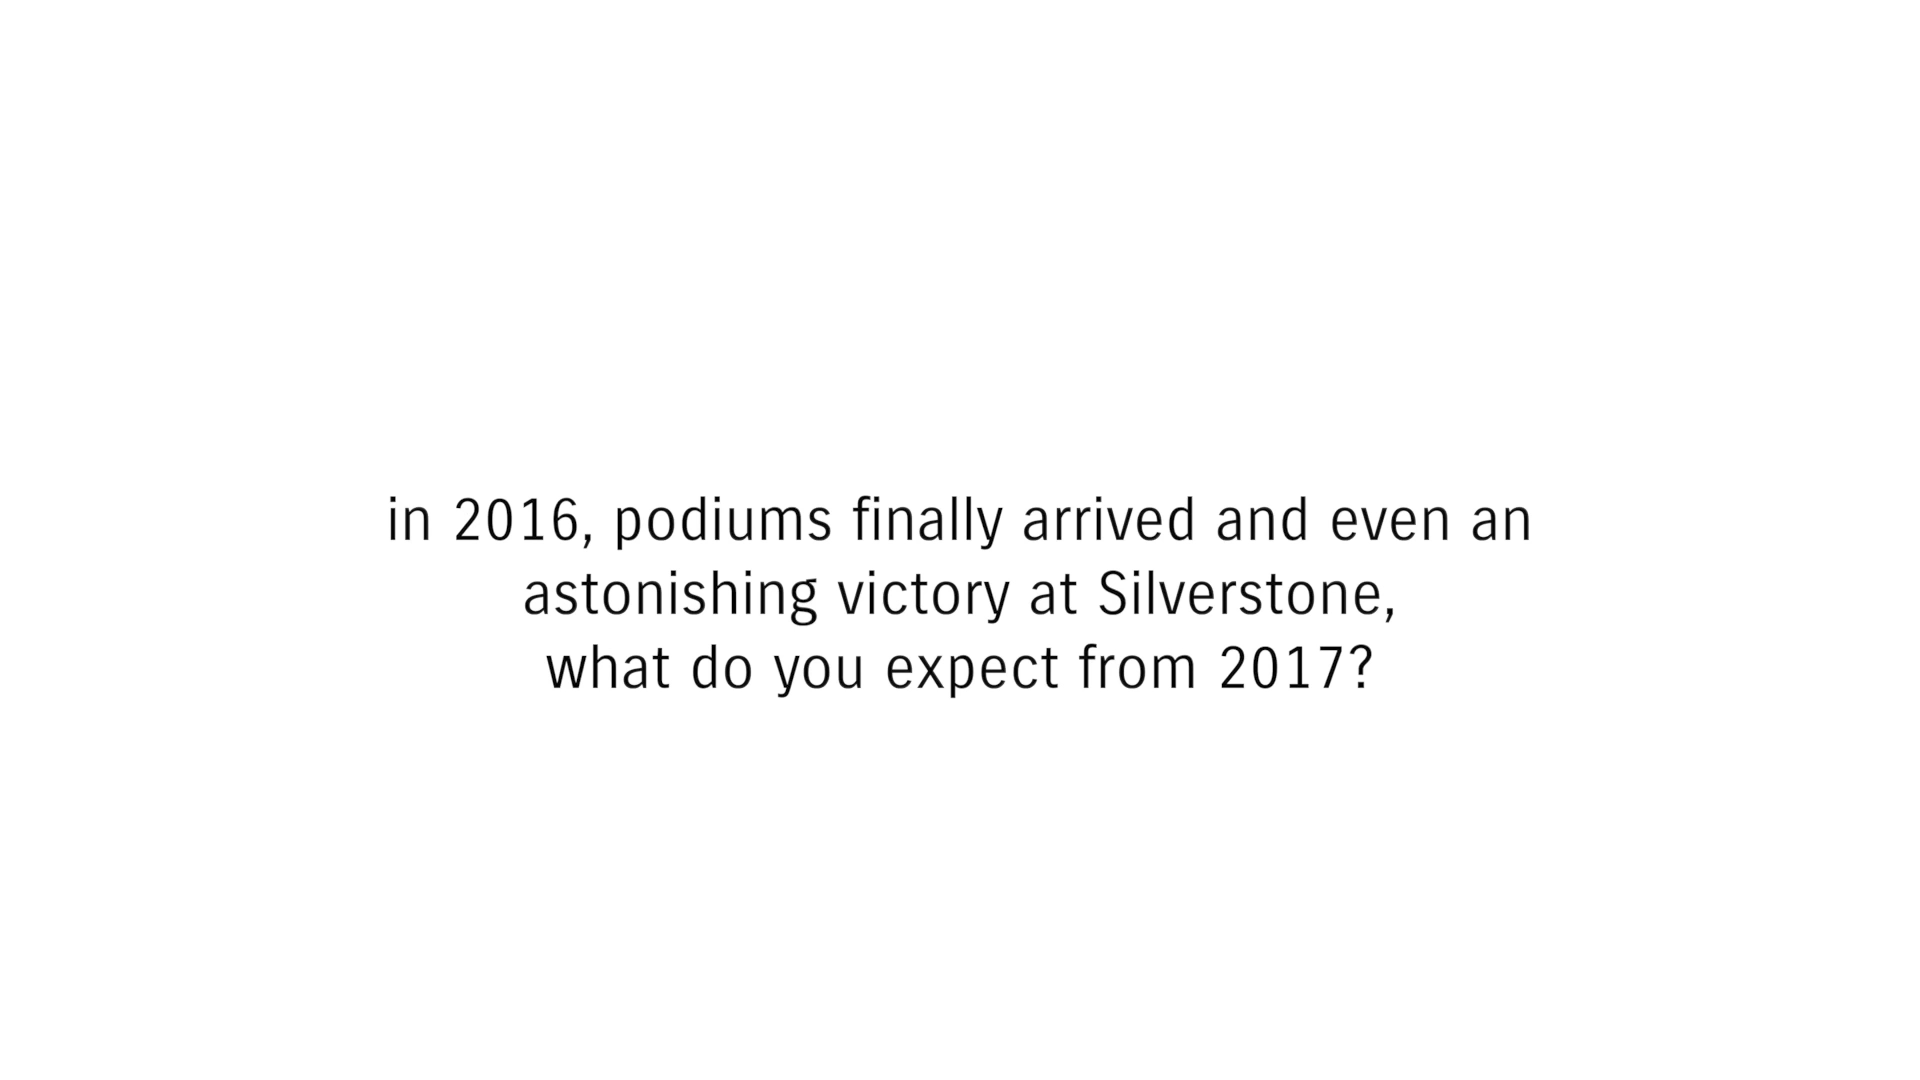 in 2016, podiums finally arrived and even an
astonishing victory at Silverstone,
what do you expect from 2017?